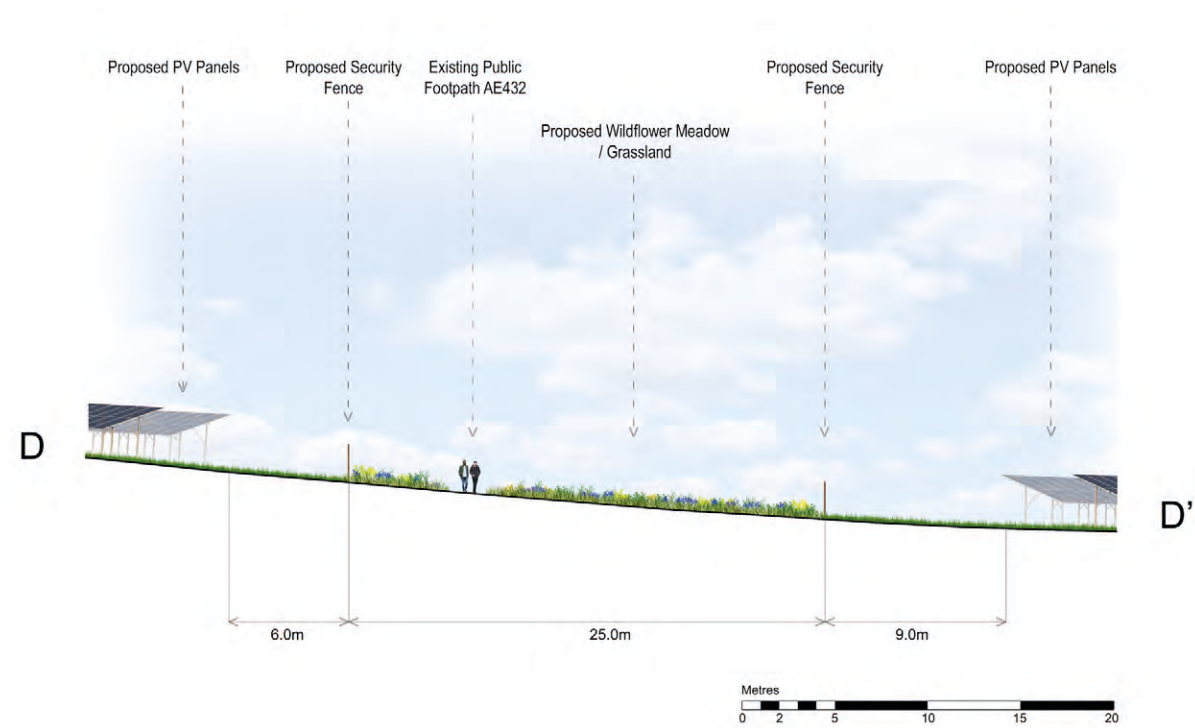 Proposed PV Panels
Proposed Security
Fence
Existing Public
Footpath AE432
Proposed Wildflower Meadow
/ Grassland
Proposed Security
Fence
Proposed PV Panels
D
D'
6.0m
25.0m
9.0m
Metres
0 2 5 10 15 20